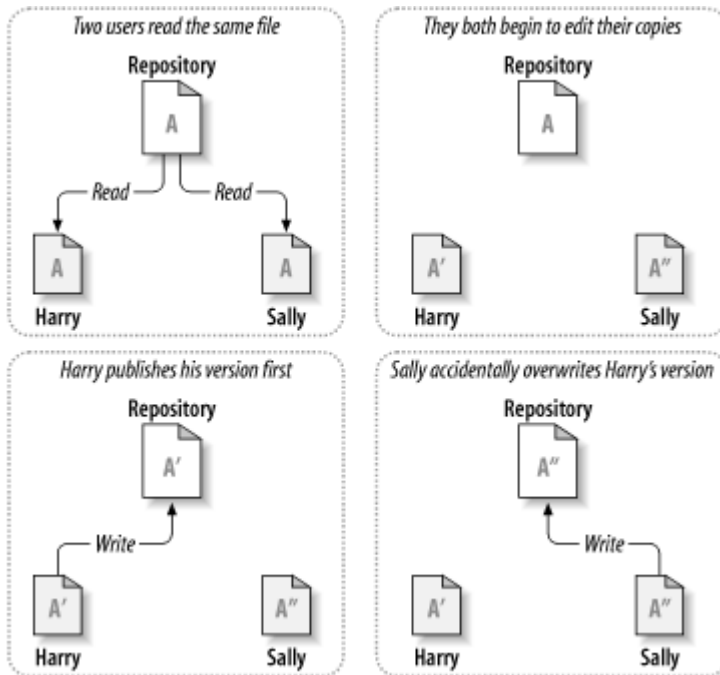 Two users read the same file
Repository
A
Read
Read
A
A
Harry
Sally
They both begin to edit their copies
Repository
A
A'
A"
Harry
Sally
Harry publishes his version first
Repository
A'
Write
A'
A"
Harry
Sally
Sally accidentally overwrites Harry's version
Repository
A"
Write
A'
A"
Harry
Sally